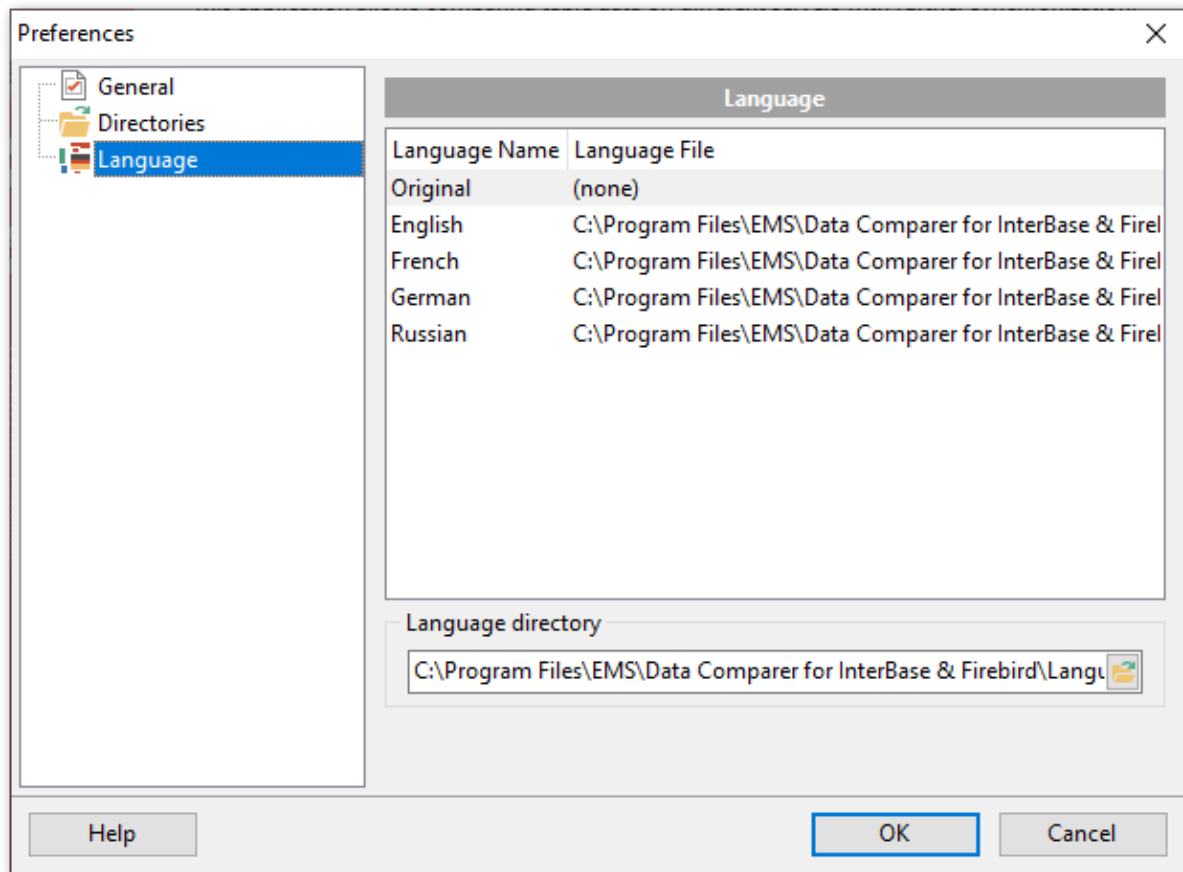 Preferences
General
Directories
Language
Language
Language Name Language File
Original (none)
English C:\Program Files\EMS\Data Comparer for InterBase & Firel
French C:\Program Files\EMS\Data Comparer for InterBase & Firel
German C:\Program Files\EMS\Data Comparer for InterBase & Firel
Russian C:\Program Files\EMS\Data Comparer for InterBase & Firel
Language directory
C:\Program Files\EMS\Data Comparer for InterBase & Firebird\Langu
Help OK Cancel